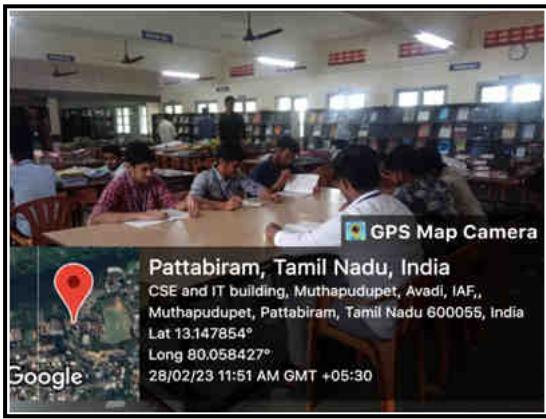 GPS Map Camera
Pattabiram, Tamil Nadu, India
CSE and IT building, Muthapudupet, Avadi, IAF,,
Muthapudupet, Pattabiram, Tamil Nadu 600055, India
Lat 13.147854°
Long 80.058427°
28/02/23 11:51 AM GMT +05:30
Google